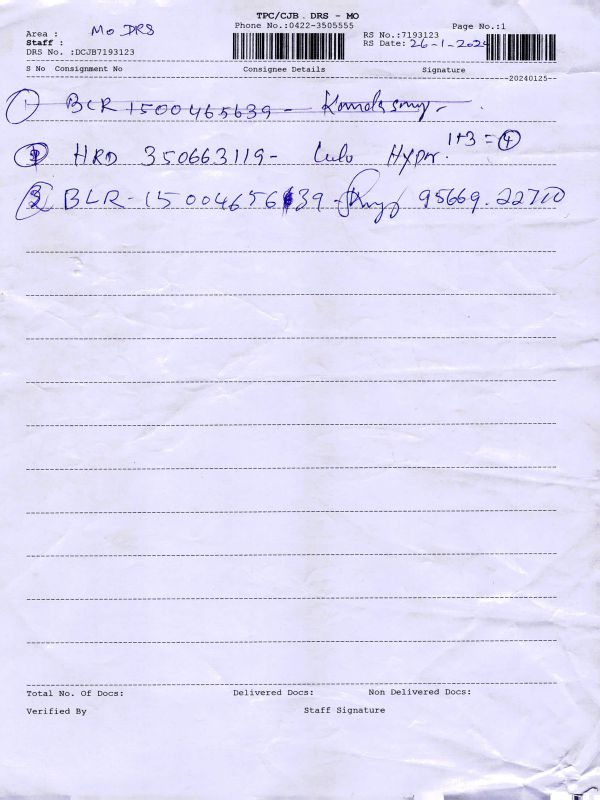 TPC/CJB . DRS - MO
Phone No.:0422-3505555 Page No.:1
Area : Mo DRS RS No.:7193123
Staff : RS Date: 26-1-2024
DRS No. :DCJB7193123
S No Consignment No Consignee Details Signature
20240125
1 BLR 1500465639 -
2 HRD 350663119 - Lulu Hyper. 1+3 = 4
3 BLR - 1500465639 - 95669.22710
Total No. Of Docs: Delivered Docs: Non Delivered Docs:
Verified By Staff Signature